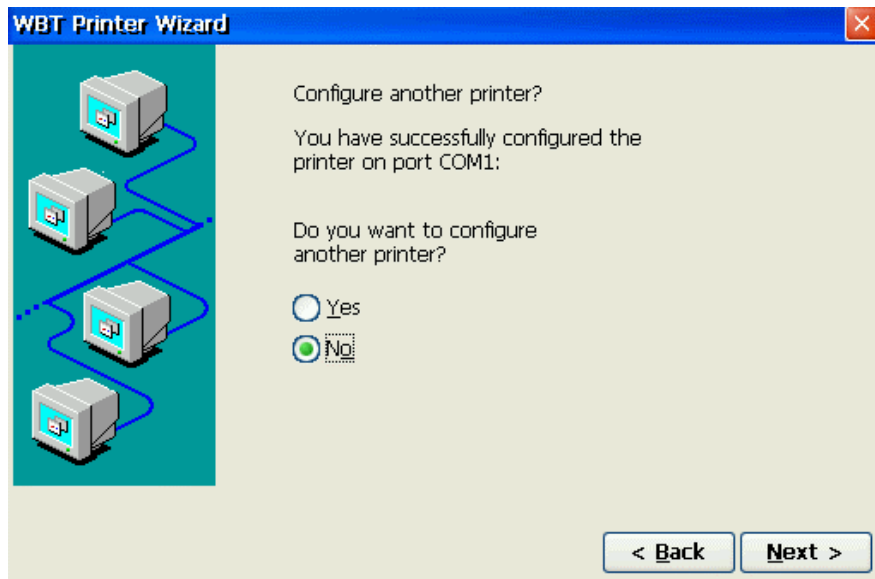 WBT Printer Wizard
Configure another printer?
You have successfully configured the
printer on port COM1:
Do you want to configure
another printer?
Yes
No
< Back
Next >